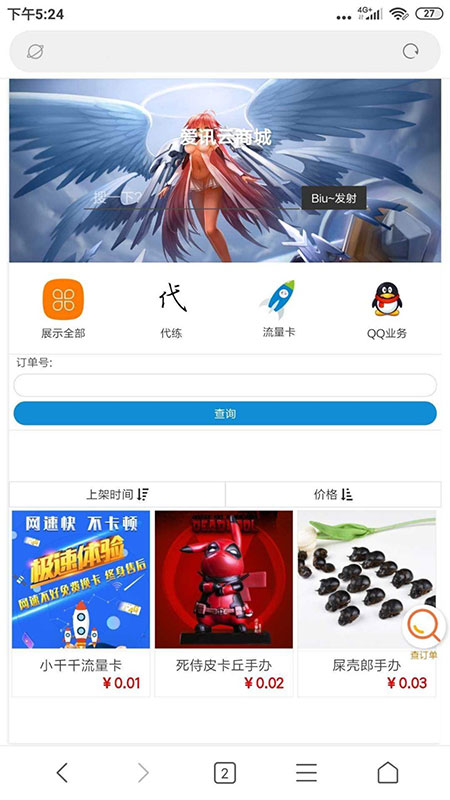 下午5:24
4G+
27
爱讯云商城
搜一下?
Biu~发射
展示全部
代
代练
流量卡
QQ业务
订单号:
查询
上架时间
价格
网速快 不卡顿
极速体验
网速不好免费换卡 终身售后
DEADPOOL
小千千流量卡
死侍皮卡丘手办
屎壳郎手办
¥ 0.01
¥ 0.02
¥ 0.03
查订单
2